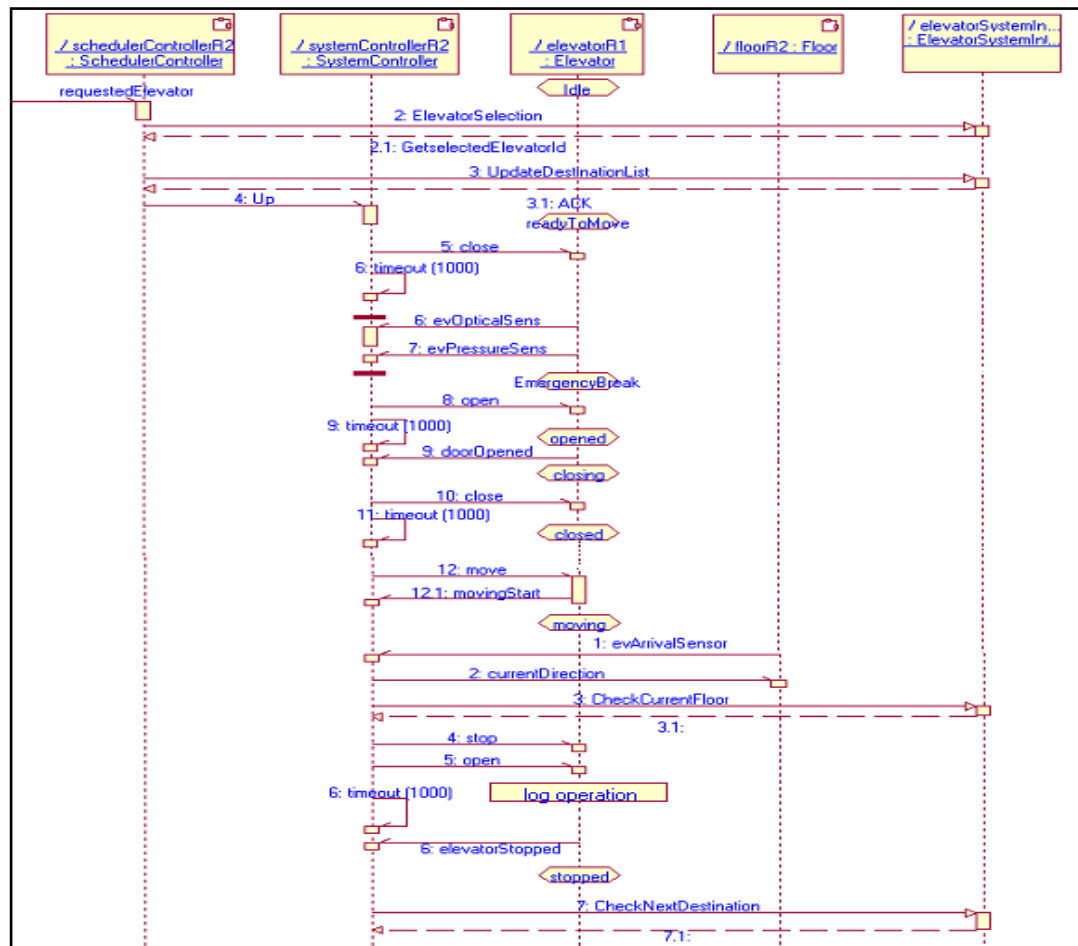 / schedulerControllerR2
: SchedulerController
/ systemControllerR2
: SystemController
/ elevatorR1
: Elevator
/ floorR2 : Floor
/ elevatorSystemIn...
: ElevatorSystemInt...
Idle
requestedElevator
2: ElevatorSelection
2.1: GetselectedElevatorId
3: UpdateDestinationList
4: Up
3.1: ACK
readyToMove
5: close
6: timeout (1000)
6: evOpticalSens
7: evPressureSens
EmergencyBreak
8: open
9: timeout (1000)
opened
9: doorOpened
closing
10: close
11: timeout (1000)
closed
12: move
12.1: movingStart
moving
1: evArrivalSensor
2: currentDirection
3: CheckCurrentFloor
3.1:
4: stop
5: open
6: timeout (1000)
log operation
6: elevatorStopped
stopped
7: CheckNextDestination
7.1: